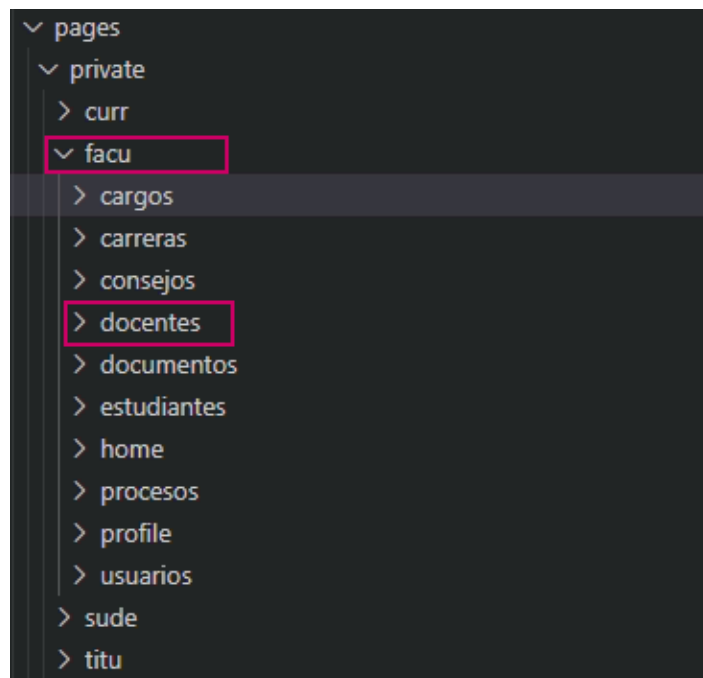 pages
private
curr
facu
cargos
carreras
consejos
docentes
documentos
estudiantes
home
procesos
profile
usuarios
sude
titu